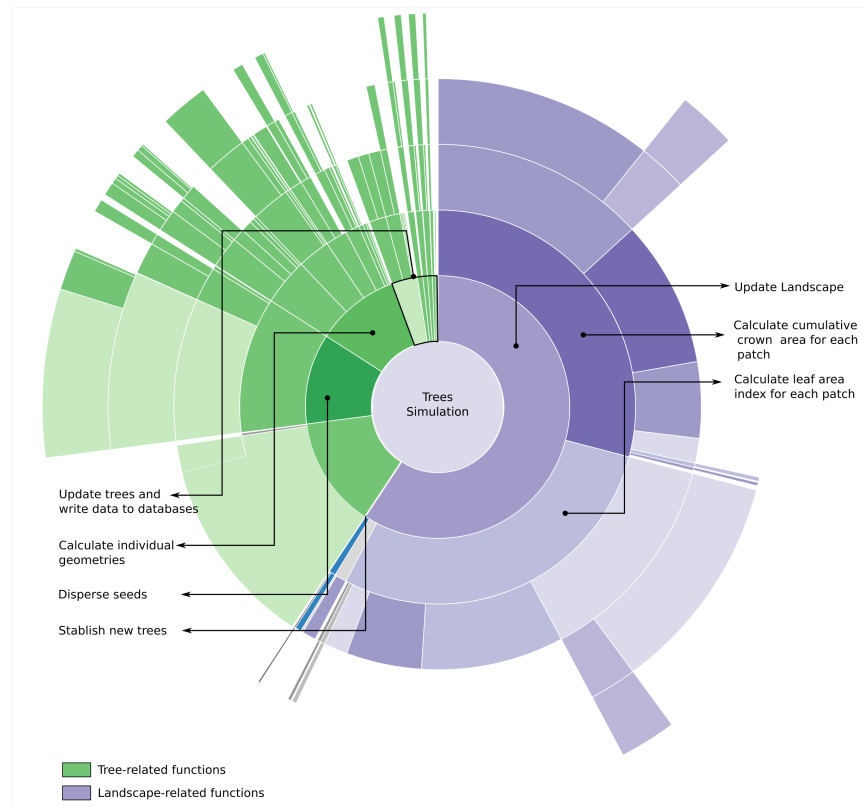 Trees
Simulation
Update Landscape
Calculate cumulative
crown area for each
patch
Calculate leaf area
index for each patch
Update trees and
write data to databases
Calculate individual
geometries
Disperse seeds
Stablish new trees
Tree-related functions
Landscape-related functions